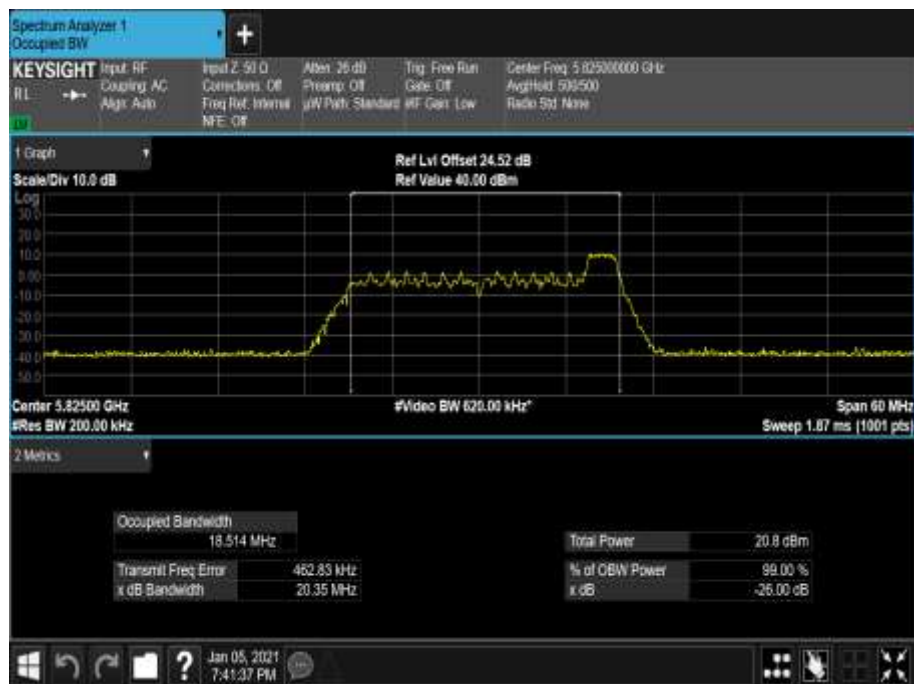 Spectrum Analyzer 1
Occupied BW
+
KEYSIGHT Input: RF Input Z: 50 Ω Atten: 26 dB Trig: Free Run Center Freq: 5.825000000 GHz
RL Coupling: AC Corrections: Off Preamp: Off Gate: Off Avg|Hold: 500/500
Align: Auto Freq Ref: Internal µW Path: Standard #IF Gain: Low Radio Std: None
NFE: Off
1 Graph
Ref Lvl Offset 24.52 dB
Scale/Div 10.0 dB Ref Value 40.00 dBm
Log
30.0
20.0
10.0
0.00
-10.0
-20.0
-30.0
-40.0
-50.0
Center 5.82500 GHz #Video BW 620.00 kHz* Span 60 MHz
#Res BW 200.00 kHz Sweep 1.87 ms (1001 pts)
2 Metrics
Occupied Bandwidth
18.514 MHz Total Power 20.8 dBm
Transmit Freq Error 462.83 kHz % of OBW Power 99.00 %
x dB Bandwidth 20.35 MHz x dB -26.00 dB
? Jan 05, 2021
7:41:37 PM